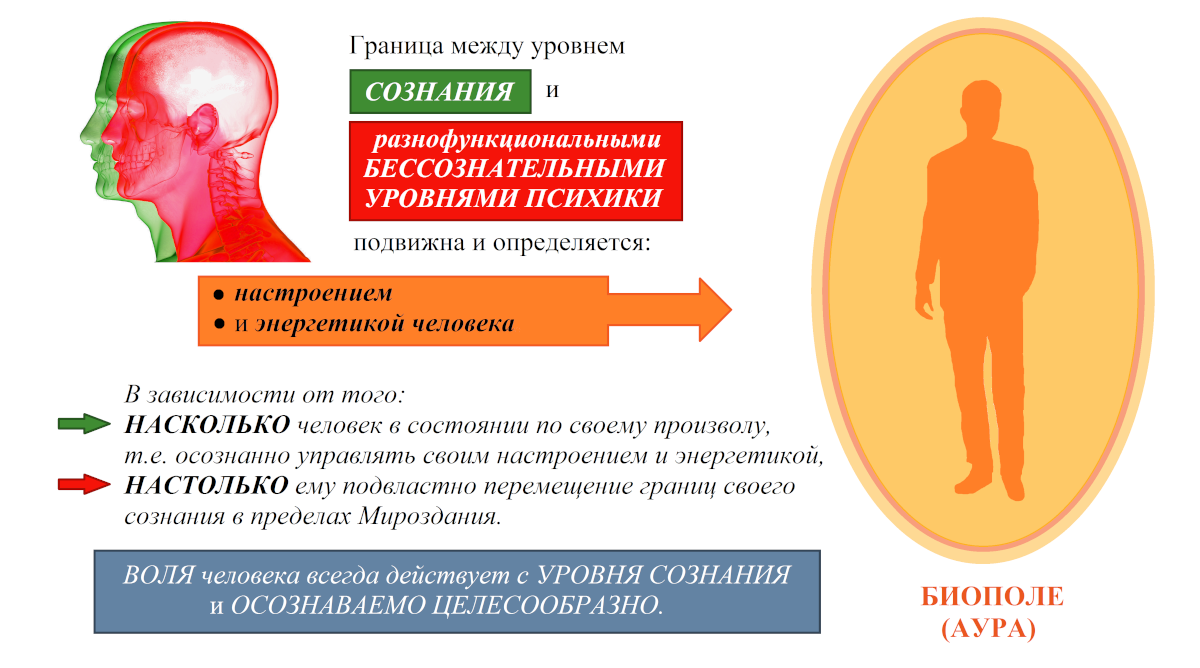 Граница между уровнем
СОЗНАНИЯ и
разнофункциональными
БЕССОЗНАТЕЛЬНЫМИ
УРОВНЯМИ ПСИХИКИ
подвижна и определяется:
● настроением
● и энергетикой человека
В зависимости от того:
НАСКОЛЬКО человек в состоянии по своему произволу,
т.е. осознанно управлять своим настроением и энергетикой,
НАСТОЛЬКО ему подвластно перемещение границ своего
сознания в пределах Мироздания.
ВОЛЯ человека всегда действует с УРОВНЯ СОЗНАНИЯ
и ОСОЗНАВАЕМО ЦЕЛЕСООБРАЗНО.
БИОПОЛЕ
(АУРА)